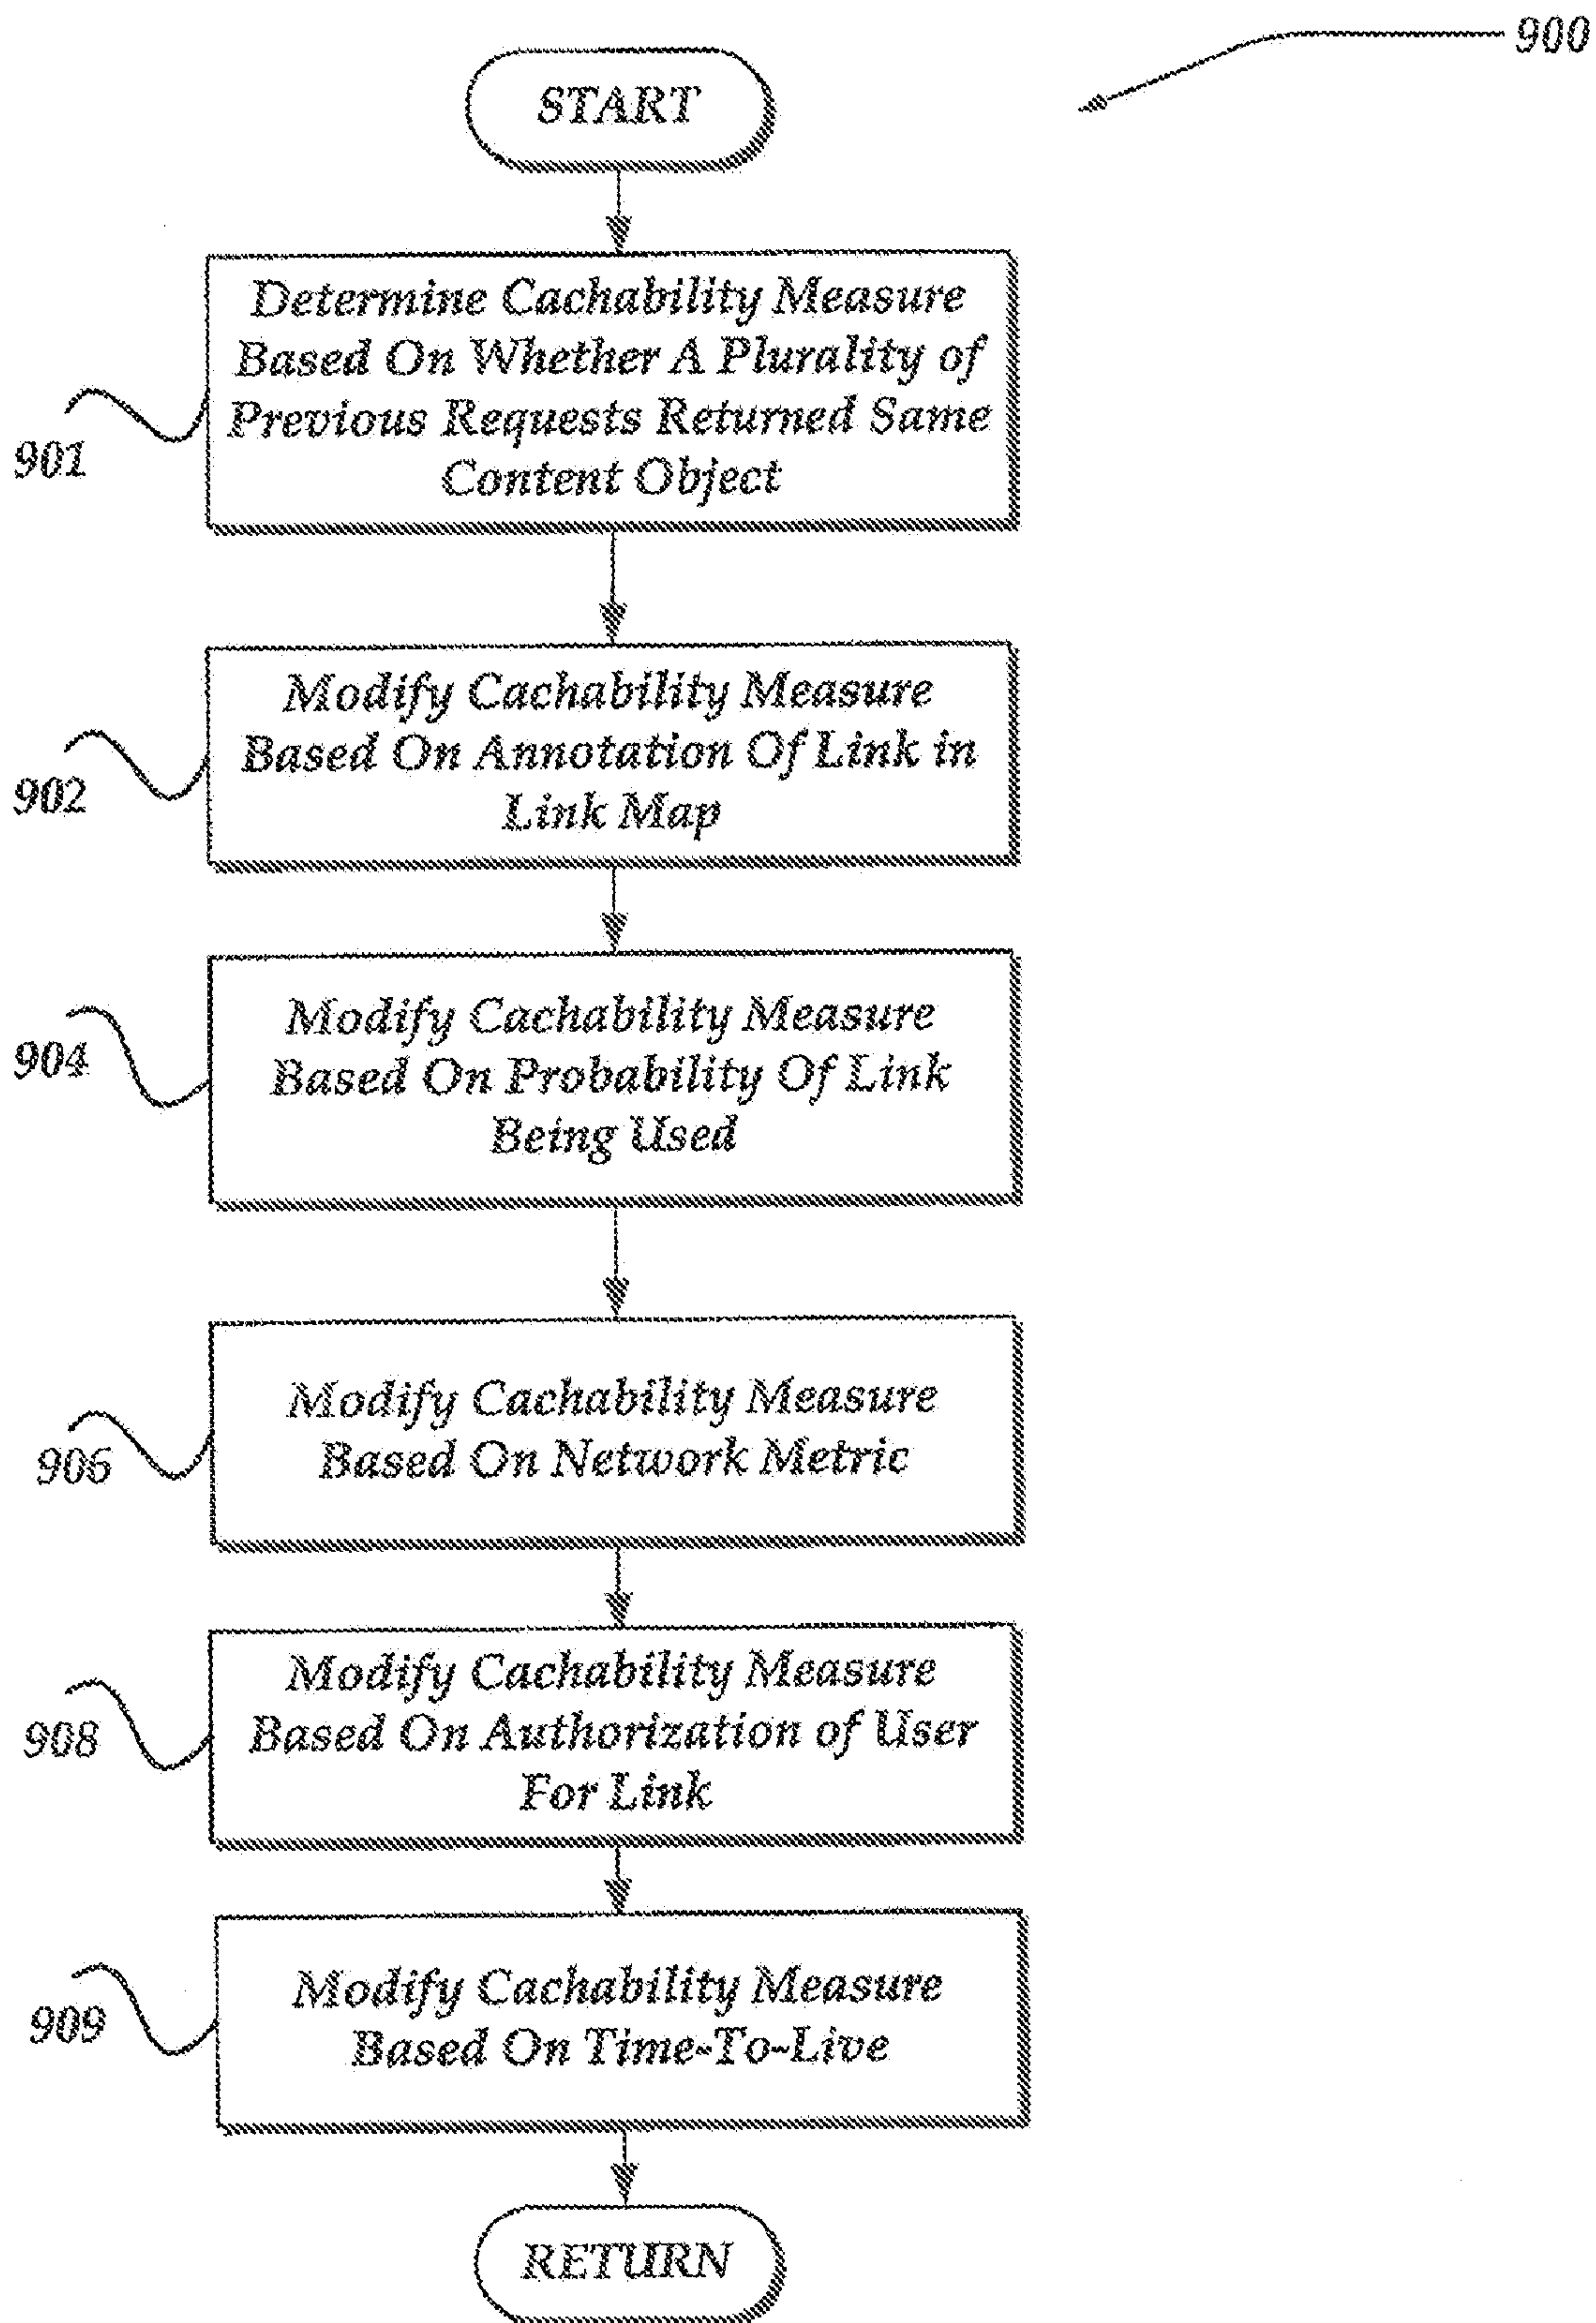 900
START
Determine Cachability Measure
Based On Whether A Plurality of
Previous Requests Returned Same
Content Object
901
Modify Cachability Measure
Based On Annotation Of Link in
Link Map
902
Modify Cachability Measure
Based On Probability Of Link
Being Used
904
Modify Cachability Measure
Based On Network Metric
906
Modify Cachability Measure
Based On Authorization of User
For Link
908
Modify Cachability Measure
Based On Time-To-Live
909
RETURN